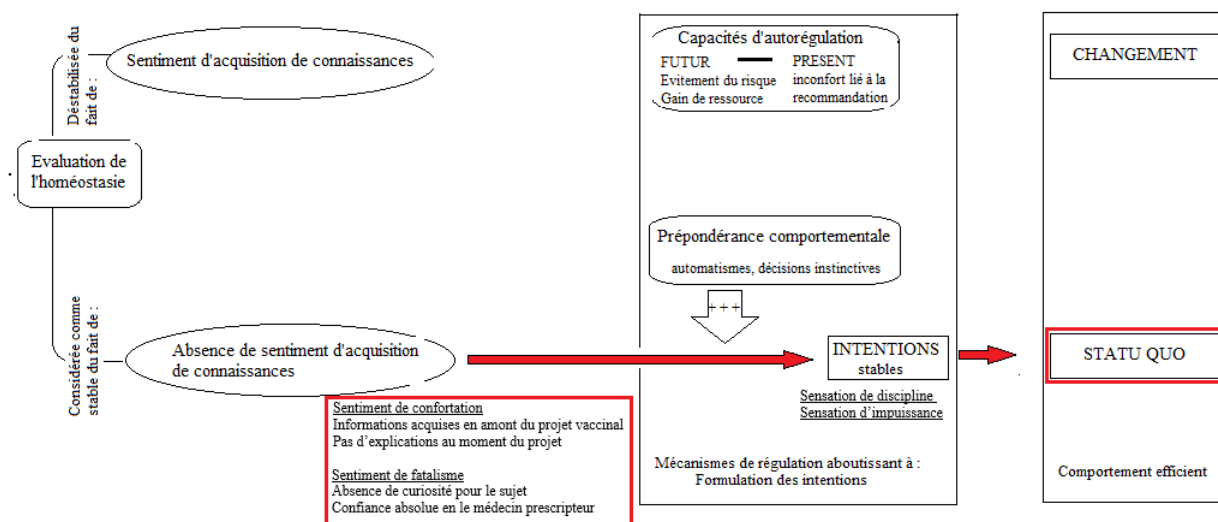 Déstabilisée du
fait de :
Sentiment d'acquisition de connaissances
Evaluation de
l'homéostasie
Considérée comme
stable du fait de :
Absence de sentiment d'acquisition
de connaissances
Sentiment de confortation
Informations acquises en amont du projet vaccinal
Pas d'explications au moment du projet
Sentiment de fatalisme
Absence de curiosité pour le sujet
Confiance absolue en le médecin prescripteur
Capacités d'autorégulation
FUTUR PRESENT
Evitement du risque inconfort lié à la
Gain de ressource recommandation
Prépondérance comportementale
automatismes, décisions instinctives
+++
INTENTIONS
stables
Sensation de discipline
Sensation d'impuissance
Mécanismes de régulation aboutissant à :
Formulation des intentions
CHANGEMENT
STATU QUO
Comportement efficient